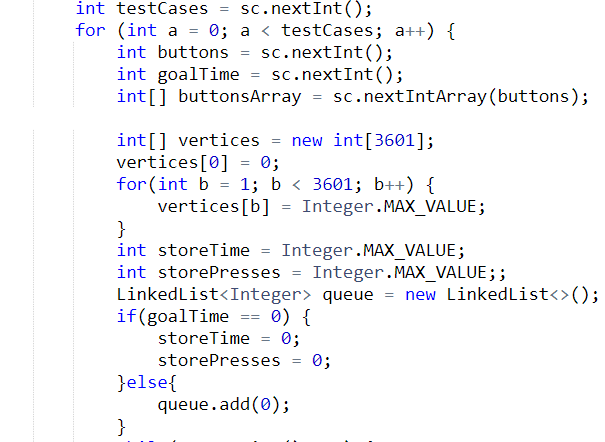 int testCases = sc.nextInt();
for (int a = 0; a < testCases; a++) {
int buttons = sc.nextInt();
int goalTime = sc.nextInt();
int[] buttonsArray = sc.nextIntArray(buttons);
int[] vertices = new int[3601];
vertices[0] = 0;
for(int b = 1; b < 3601; b++) {
vertices[b] = Integer.MAX_VALUE;
}
int storeTime = Integer.MAX_VALUE;
int storePresses = Integer.MAX_VALUE;;
LinkedList<Integer> queue = new LinkedList<>();
if(goalTime == 0) {
storeTime = 0;
storePresses = 0;
}else{
queue.add(0);
}